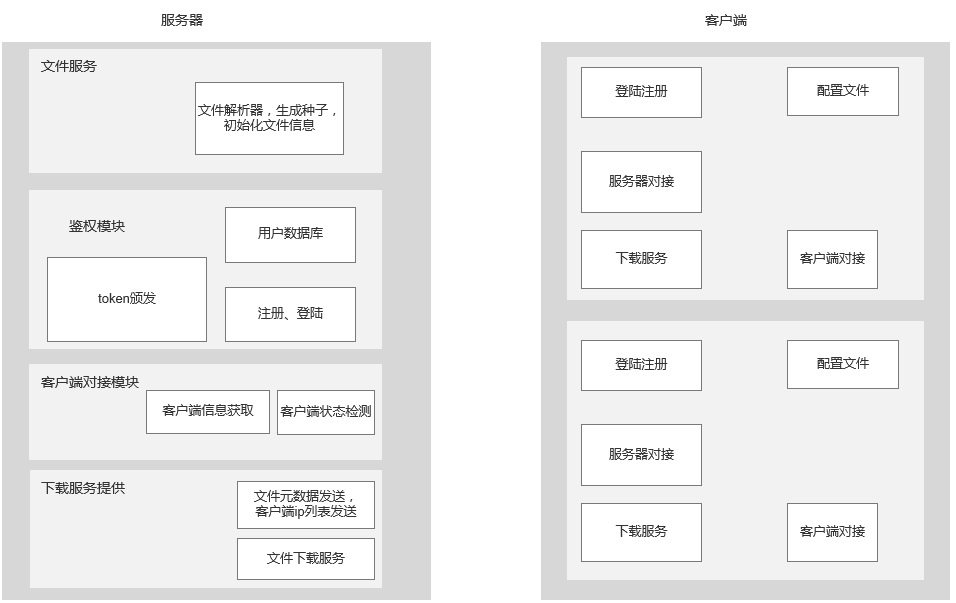 服务器
文件服务
文件解析器，生成种子，
初始化文件信息
鉴权模块
用户数据库
token颁发
注册、登陆
客户端对接模块
客户端信息获取
客户端状态检测
下载服务提供
文件元数据发送，
客户端ip列表发送
文件下载服务
客户端
登陆注册
配置文件
服务器对接
下载服务
客户端对接
登陆注册
配置文件
服务器对接
下载服务
客户端对接